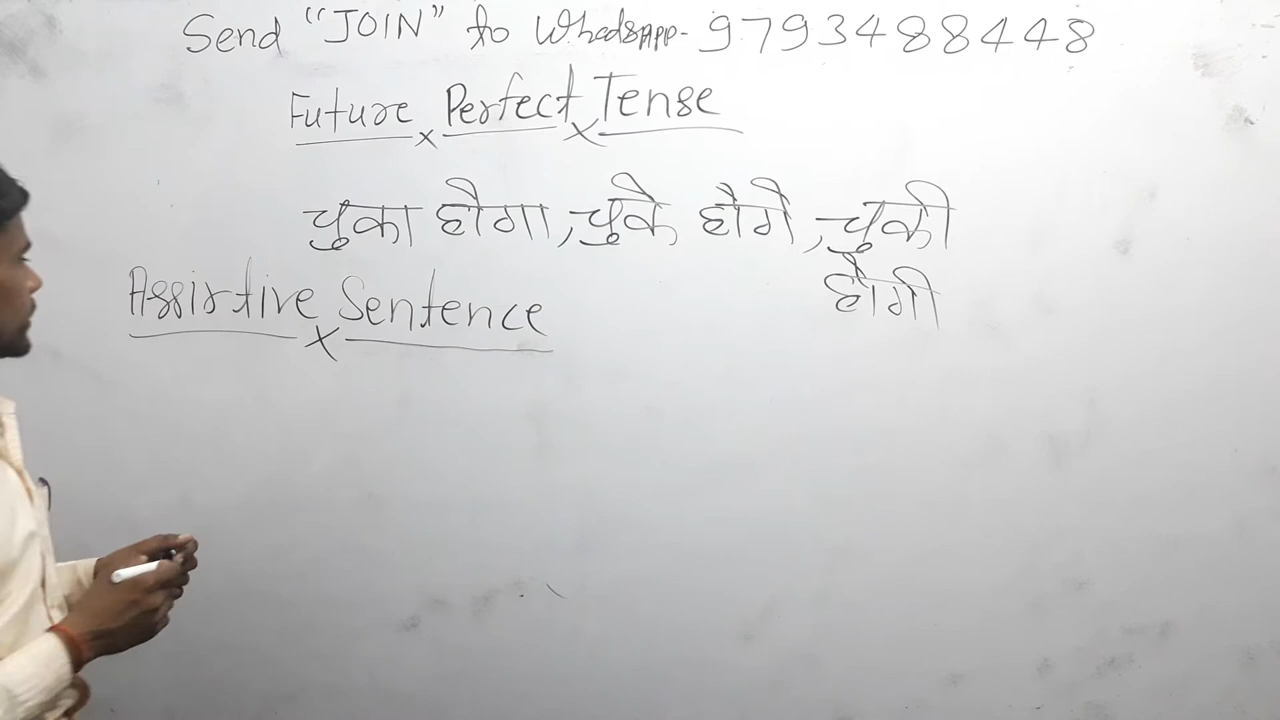 Send "JOIN" to WhatsAPP- 9793488448
Future Perfect Tense
चुका होगा, चुके होगे, चुकी
होगी
Assirtive Sentence